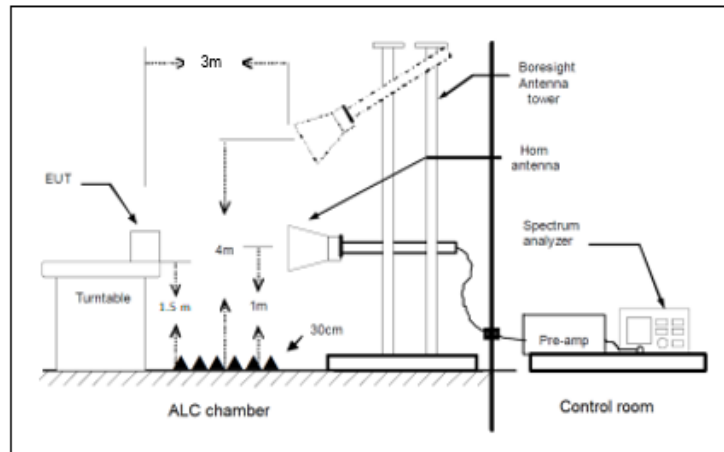 3m
Boresight
Antenna
tower
Horn
antenna
EUT
Spectrum
analyzer
4m
Turntable
1.5 m
1m
30cm
Pre-amp
ALC chamber
Control room